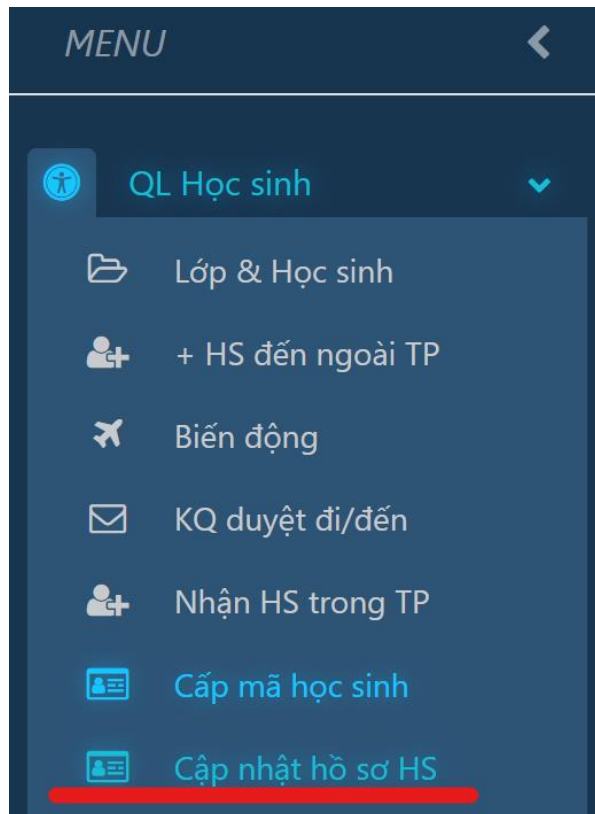 MENU
QL Học sinh
Lớp & Học sinh
+ HS đến ngoài TP
Biến động
KQ duyệt đi/đến
Nhận HS trong TP
Cấp mã học sinh
Cập nhật hồ sơ HS